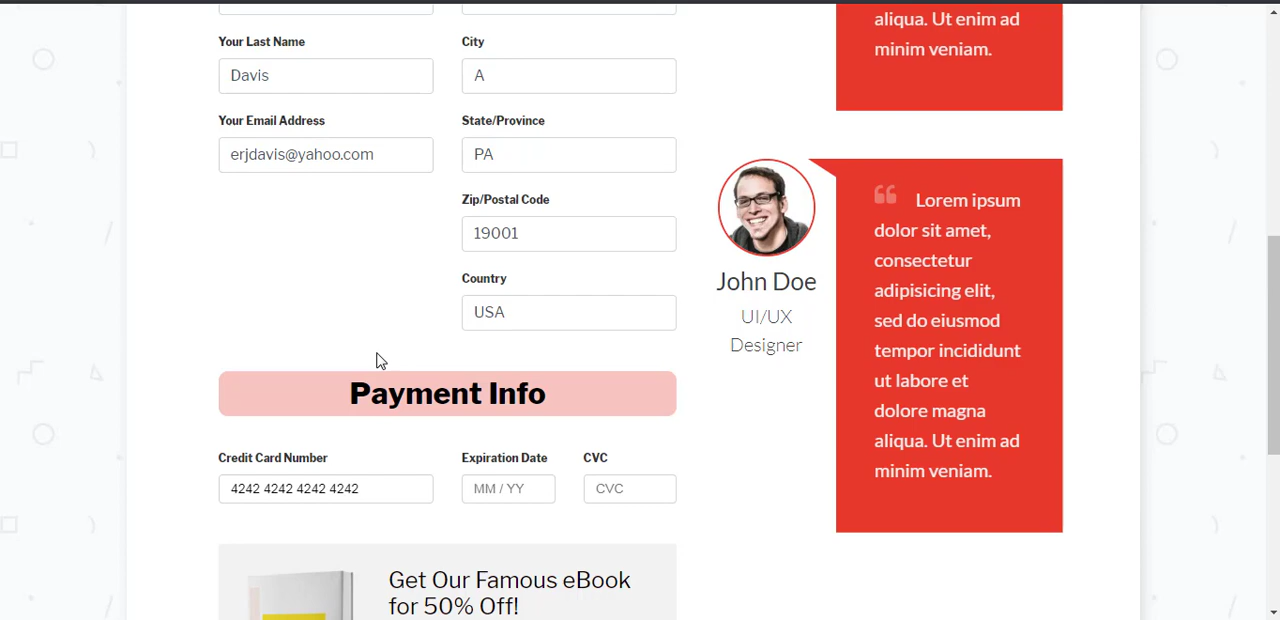 Your Last Name
Davis
Your Email Address
erjdavis@yahoo.com
City
A
State/Province
PA
Zip/Postal Code
19001
Country
USA
Payment Info
Credit Card Number
4242 4242 4242 4242
Expiration Date
MM / YY
CVC
CVC
Get Our Famous eBook
for 50% Off!
aliqua. Ut enim ad
minim veniam.
John Doe
UI/UX
Designer
Lorem ipsum
dolor sit amet,
consectetur
adipisicing elit,
sed do eiusmod
tempor incididunt
ut labore et
dolore magna
aliqua. Ut enim ad
minim veniam.